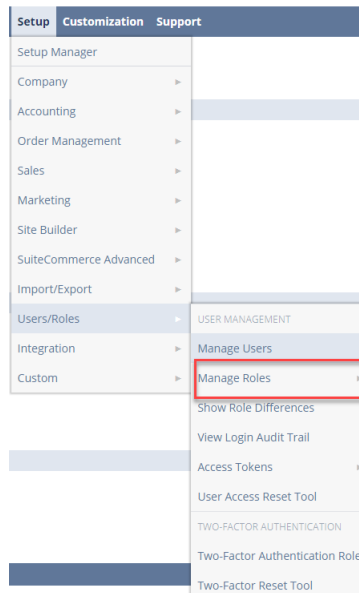 Setup Customization Support
Setup Manager
Company
Accounting
Order Management
Sales
Marketing
Site Builder
SuiteCommerce Advanced
Import/Export
Users/Roles
Integration
Custom
USER MANAGEMENT
Manage Users
Manage Roles
Show Role Differences
View Login Audit Trail
Access Tokens
User Access Reset Tool
TWO-FACTOR AUTHENTICATION
Two-Factor Authentication Role
Two-Factor Reset Tool